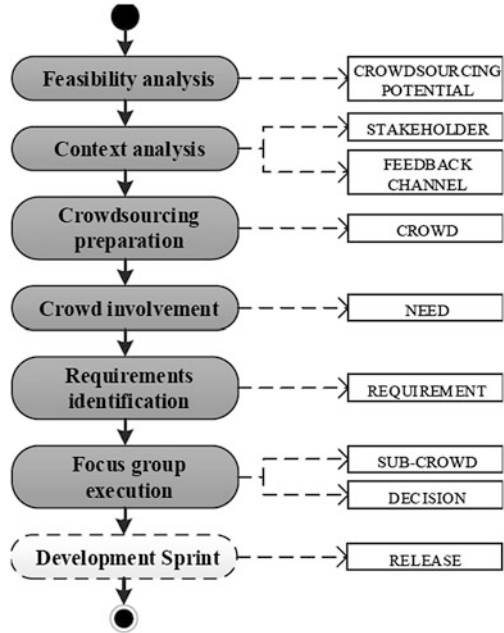 Feasibility analysis
CROWDSOURCING
POTENTIAL
Context analysis
STAKEHOLDER
FEEDBACK
CHANNEL
Crowdsourcing
preparation
CROWD
Crowd involvement
NEED
Requirements
identification
REQUIREMENT
Focus group
execution
SUB-CROWD
DECISION
Development Sprint
RELEASE